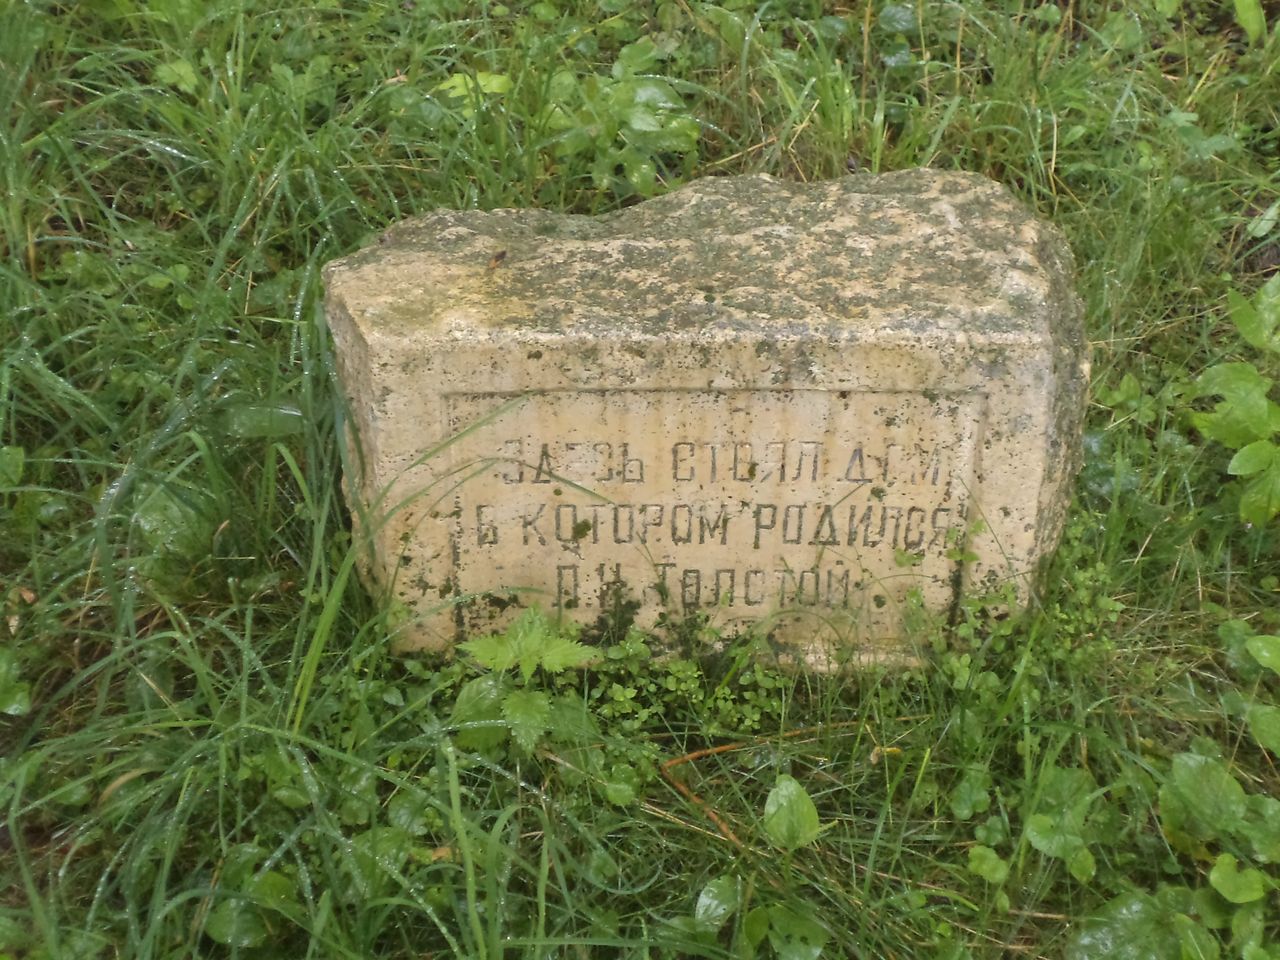 ЗДЕСЬ СТОЯЛ ДОМ
В КОТОРОМ РОДИЛСЯ
Л.Н. ТОЛСТОЙ